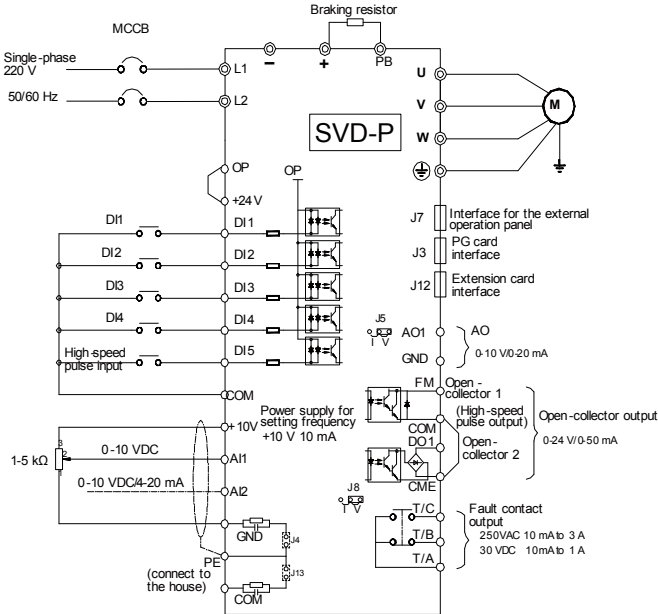 Braking resistor
MCCB
Single-phase
220 V
50/60 Hz
L1
L2
−
+
PB
U
V
W
M
SVD-P
OP
+24 V
OP
DI1
DI1
DI2
DI2
DI3
DI3
DI4
DI4
High-speed
pulse input
DI5
COM
J7
Interface for the external
operation panel
J3
PG card
interface
J12
Extension card
interface
J5
I V
AO1
AO
0-10 V/0-20 mA
GND
FM
Open-
collector 1
(High-speed
pulse output)
COM
DO1
Open-
collector 2
CME
Open-collector output
0-24 V/0-50 mA
+10V
Power supply for
setting frequency
+10 V 10 mA
1-5 kΩ
3
2
1
0-10 VDC
AI1
0-10 VDC/4-20 mA
AI2
J8
I V
GND
J4
PE
(connect to
the house)
J13
COM
T/C
T/B
T/A
Fault contact
output
250VAC 10 mA to 3 A
30 VDC 10mA to 1 A